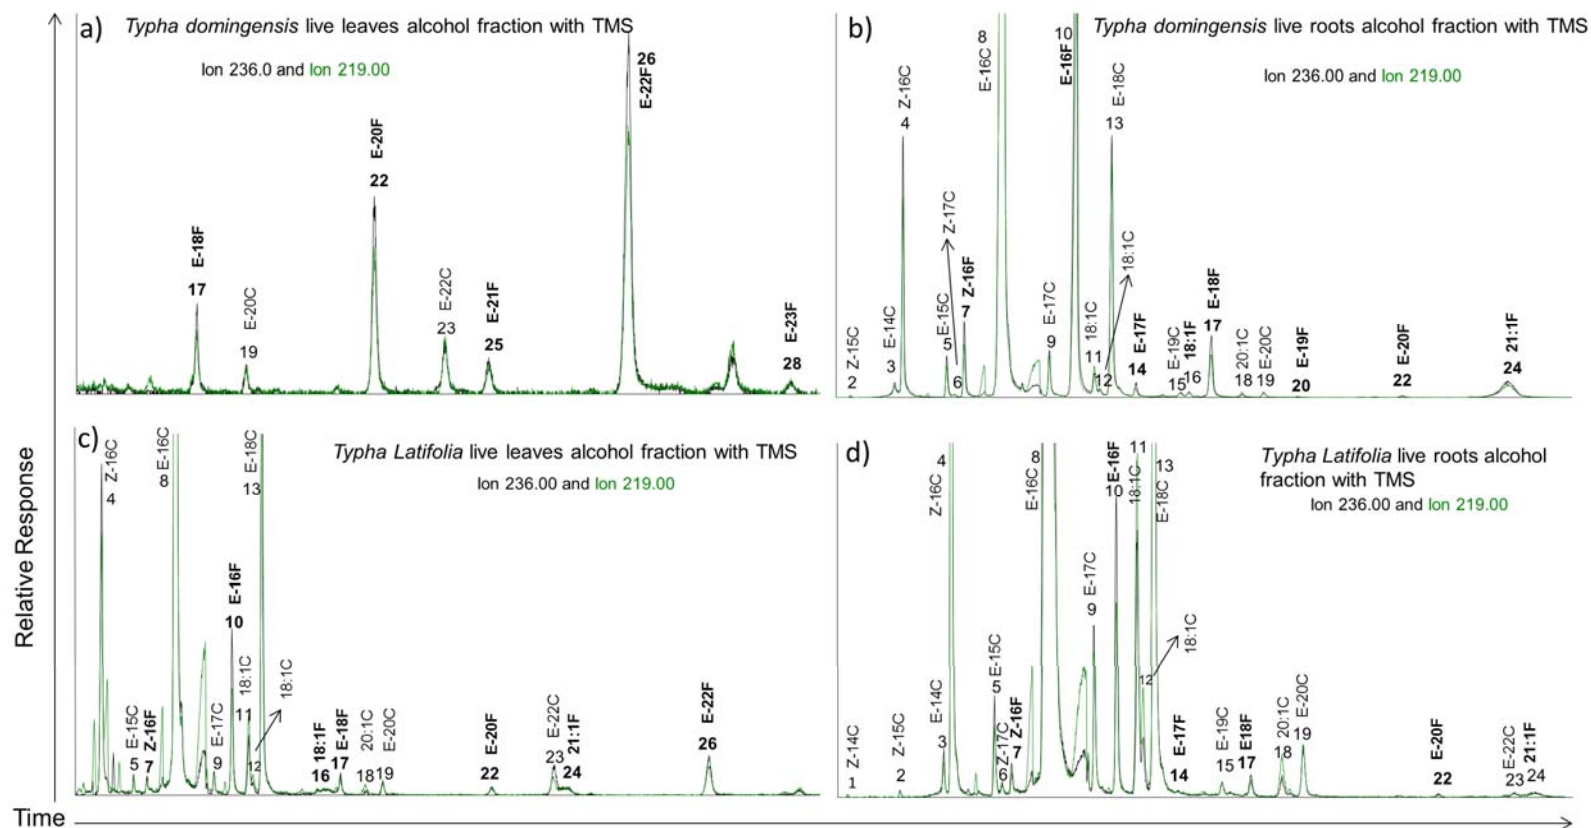 a)
Typha domingensis live leaves alcohol fraction with TMS
Ion 236.0 and Ion 219.00
E-18F
17
E-20C
19
E-20F
22
E-22C
23
E-21F
25
26
E-22F
E-23F
28
b)
Typha domingensis live roots alcohol fraction with TMS
Ion 236.00 and Ion 219.00
Z-15C
2
E-14C
3
Z-16C
4
Z-17C
E-15C
5
6
Z-16F
7
8
E-16C
E-17C
9
10
E-16F
18:1C
11
12
E-18C
13
18:1C
E-17F
14
E-19C
15
18:1F
16
E-18F
17
20:1C
18
E-20C
19
E-19F
20
E-20F
22
21:1F
24
c)
Typha Latifolia live leaves alcohol fraction with TMS
Ion 236.00 and Ion 219.00
Z-16C
4
E-15C
5
Z-16F
7
E-16C
8
E-17C
9
E-16F
10
18:1C
11
12
E-18C
13
18:1C
18:1F
16
E-18F
17
20:1C
18
E-20C
19
E-20F
22
E-22C
23
21:1F
24
E-22F
26
d)
Typha Latifolia live roots alcohol
fraction with TMS
Ion 236.00 and Ion 219.00
Z-14C
1
Z-15C
2
E-14C
3
4
Z-16C
E-15C
5
Z-17C
6
Z-16F
7
8
E-16C
E-17C
9
E-16F
10
11
18:1C
13
E-18C
12
18:1C
E-17F
14
E-19C
15
E18F
17
20:1C
18
E-20C
19
E-20F
22
E-22C
23
21:1F
24
Relative Response
Time